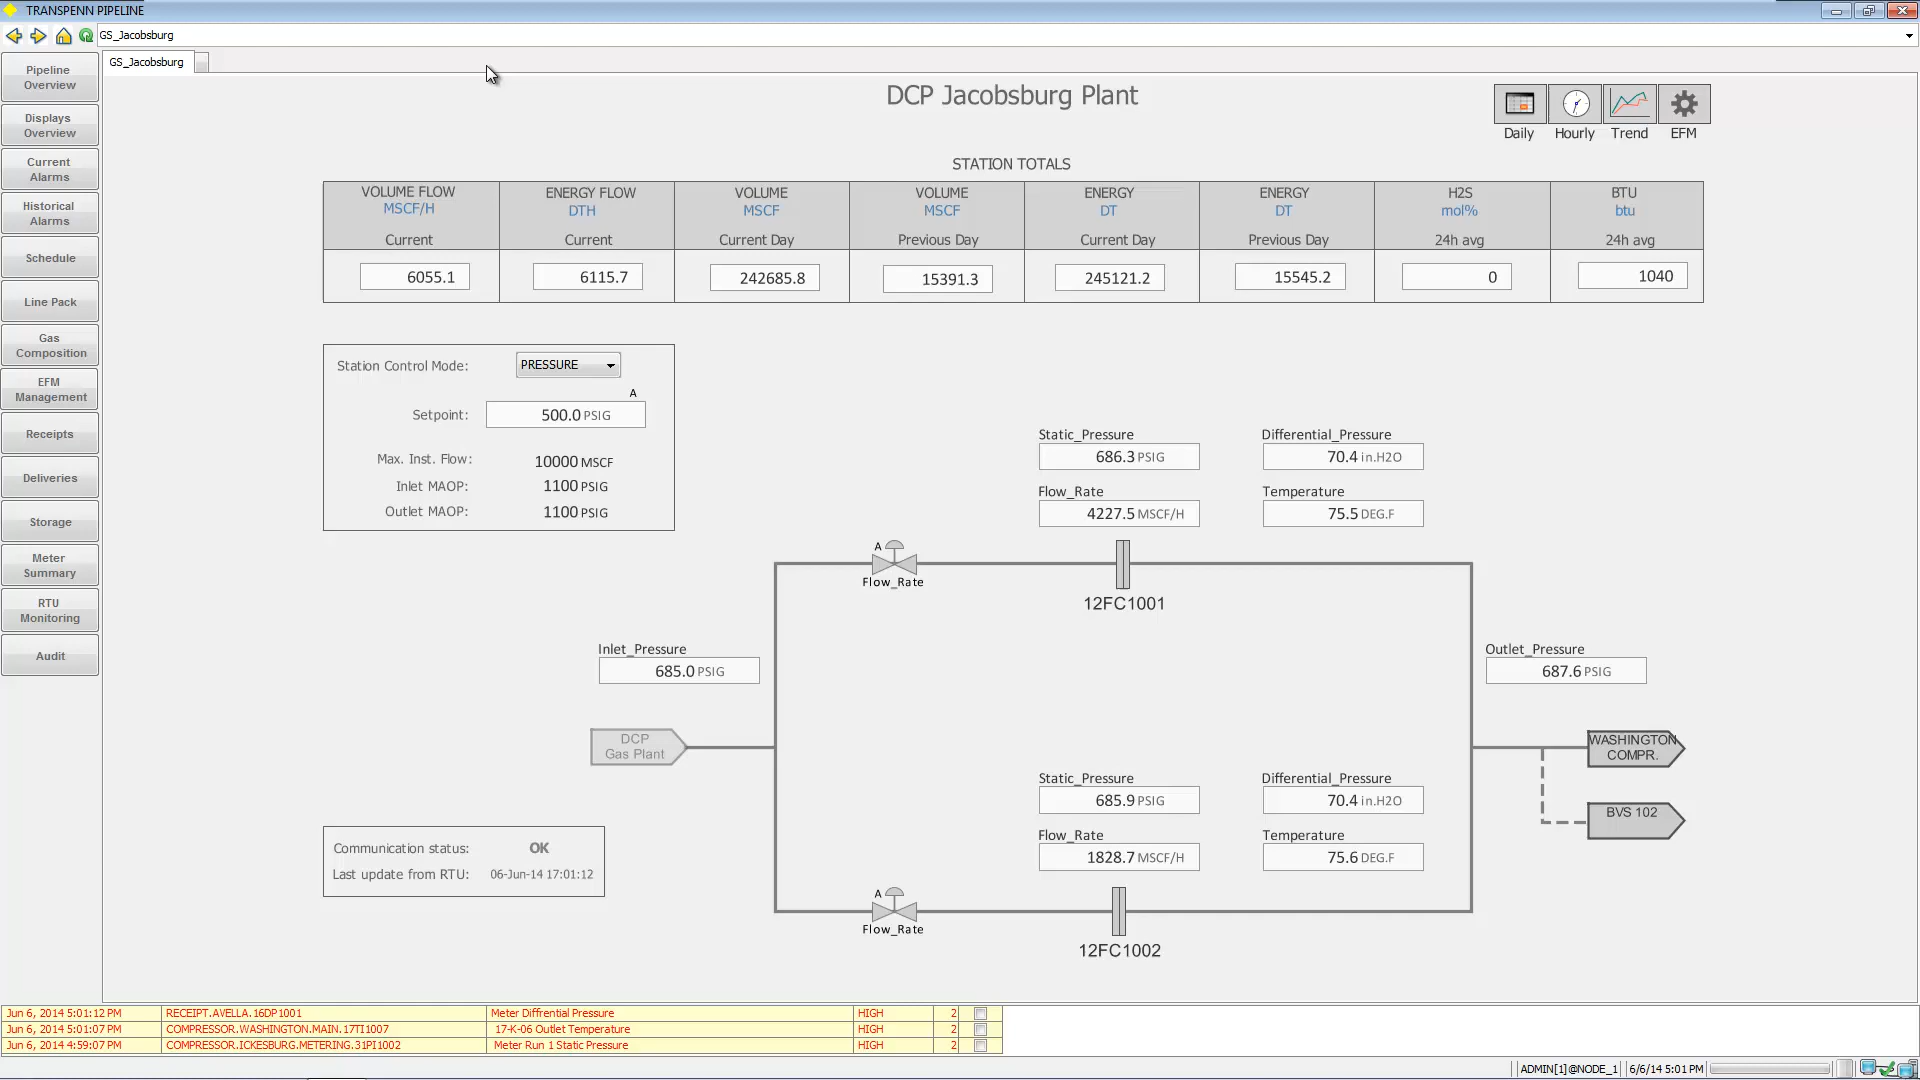 TRANSPENN PIPELINE
GS_Jacobsburg
GS_Jacobsburg
Pipeline
Overview
Displays
Overview
Current
Alarms
Historical
Alarms
Schedule
Line Pack
Gas
Composition
EFM
Management
Receipts
Deliveries
Storage
Meter
Summary
RTU
Monitoring
Audit
DCP Jacobsburg Plant
Daily Hourly Trend EFM
STATION TOTALS
VOLUME FLOW ENERGY FLOW VOLUME VOLUME ENERGY ENERGY H2S BTU
MSCF/H DTH MSCF MSCF DT DT mol% btu
Current Current Current Day Previous Day Current Day Previous Day 24h avg 24h avg
6055.1 6115.7 242685.8 15391.3 245121.2 15545.2 0 1040
Station Control Mode: PRESSURE
A
Setpoint: 500.0 PSIG
Max. Inst. Flow: 10000 MSCF
Inlet MAOP: 1100 PSIG
Outlet MAOP: 1100 PSIG
Static_Pressure Differential_Pressure
686.3 PSIG 70.4 in.H2O
Flow_Rate Temperature
4227.5 MSCF/H 75.5 DEG.F
A
Flow_Rate
12FC1001
Inlet_Pressure
685.0 PSIG
Outlet_Pressure
687.6 PSIG
DCP
Gas Plant
WASHINGTON
COMPR.
BVS 102
Static_Pressure Differential_Pressure
685.9 PSIG 70.4 in.H2O
Flow_Rate Temperature
1828.7 MSCF/H 75.6 DEG.F
Communication status: OK
Last update from RTU: 06-Jun-14 17:01:12
A
Flow_Rate
12FC1002
Jun 6, 2014 5:01:12 PM RECEIPT.AVELLA.16DP1001 Meter Diffrential Pressure HIGH 2
Jun 6, 2014 5:01:07 PM COMPRESSOR.WASHINGTON.MAIN.17TI1007 17-K-06 Outlet Temperature HIGH 2
Jun 6, 2014 4:59:07 PM COMPRESSOR.ICKESBURG.METERING.31PI1002 Meter Run 1 Static Pressure HIGH 2
ADMIN[1]@NODE_1 6/6/14 5:01 PM